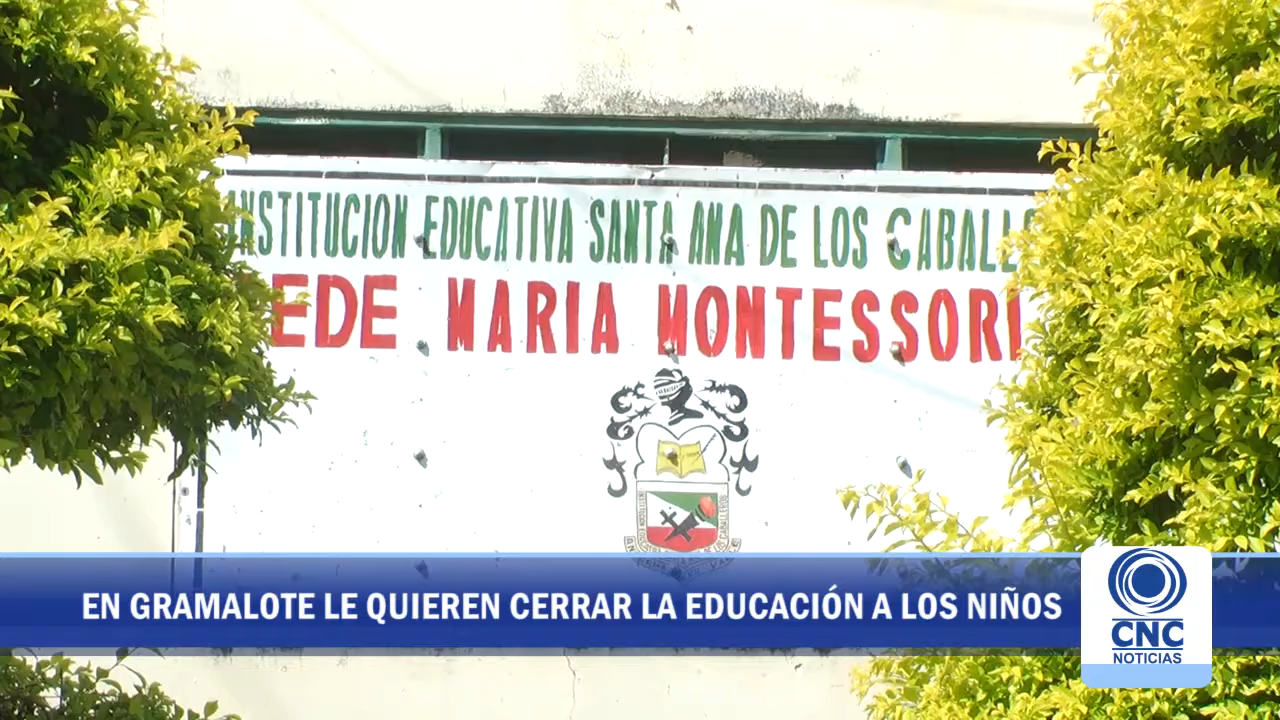 INSTITUCION EDUCATIVA SANTA ANA DE LOS CABALL
EDE MARIA MONTESSORI
EN GRAMALOTE LE QUIEREN CERRAR LA EDUCACIÓN A LOS NIÑOS
CNC
NOTICIAS